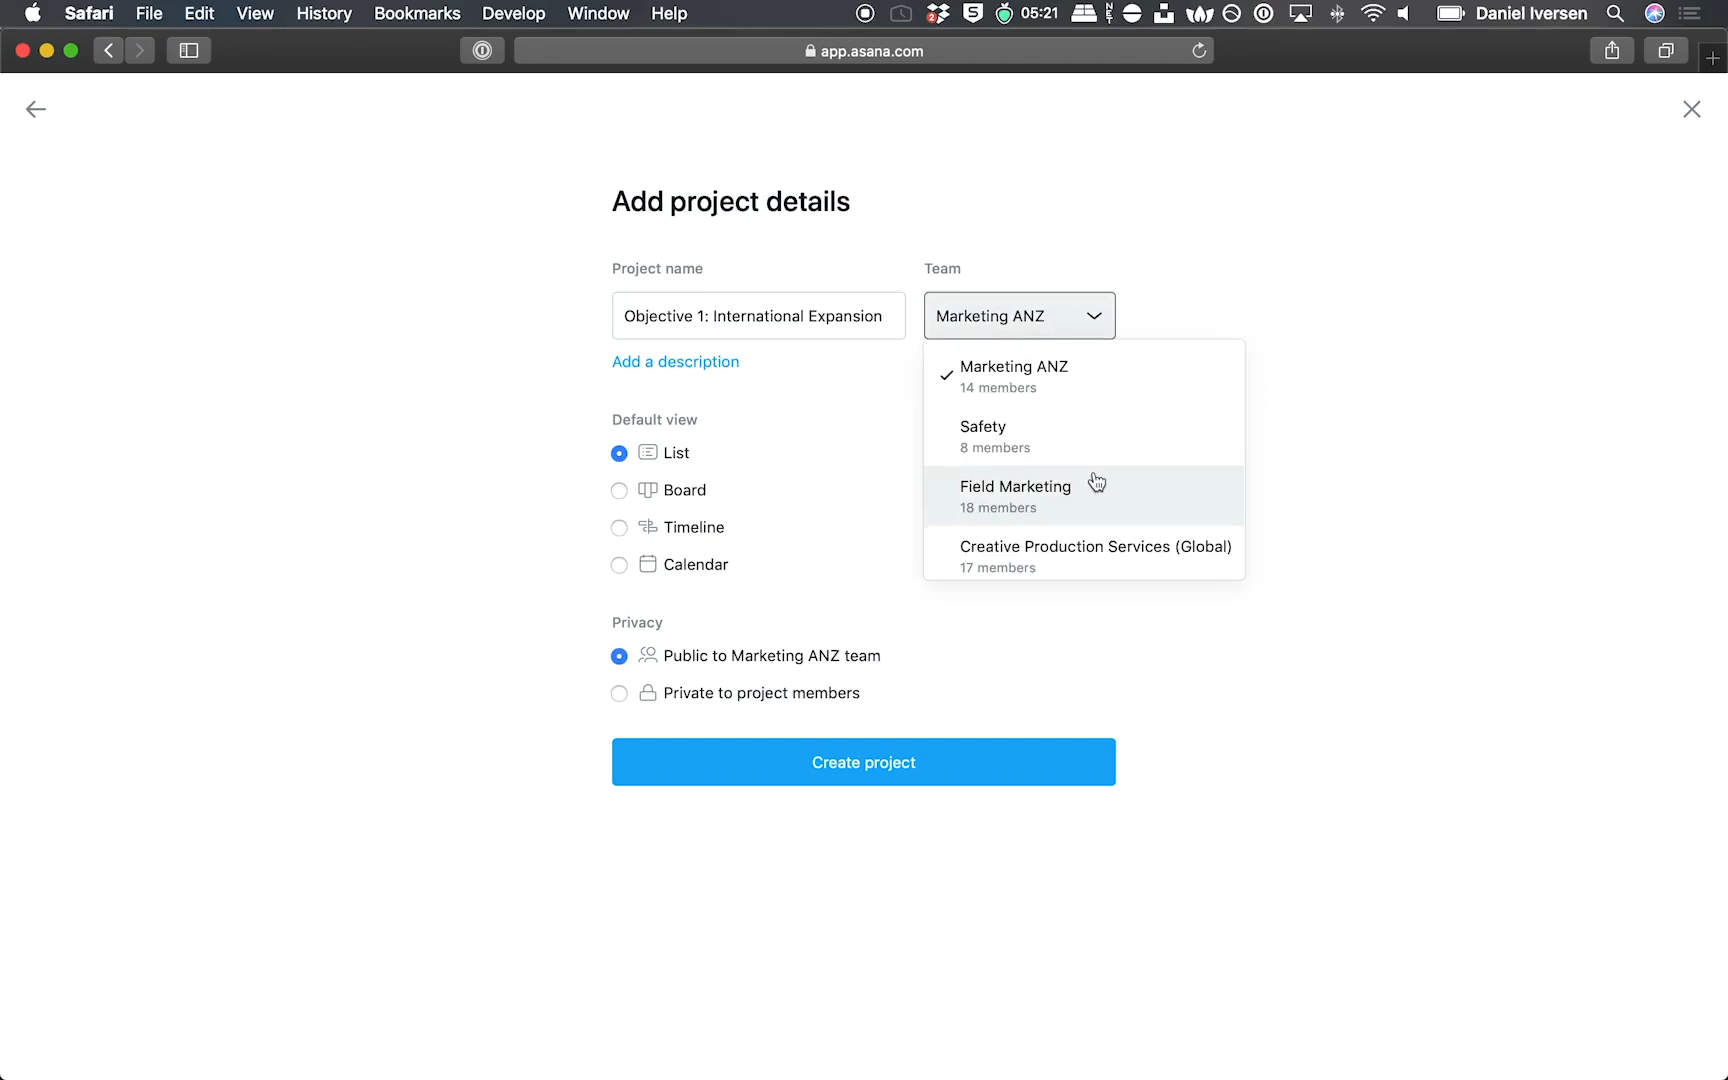 Safari File Edit View History Bookmarks Develop Window Help 2 05:21 Daniel Iversen
app.asana.com
Add project details
Project name
Team
Objective 1: International Expansion
Marketing ANZ
Add a description
Marketing ANZ
14 members
Safety
8 members
Field Marketing
18 members
Creative Production Services (Global)
17 members
Default view
List
Board
Timeline
Calendar
Privacy
Public to Marketing ANZ team
Private to project members
Create project